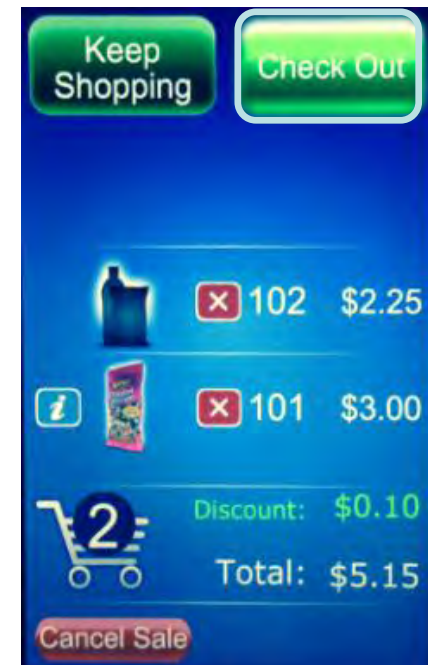 Keep
Shopping
Check Out
102 $2.25
i
101 $3.00
2
Discount: $0.10
Total: $5.15
Cancel Sale